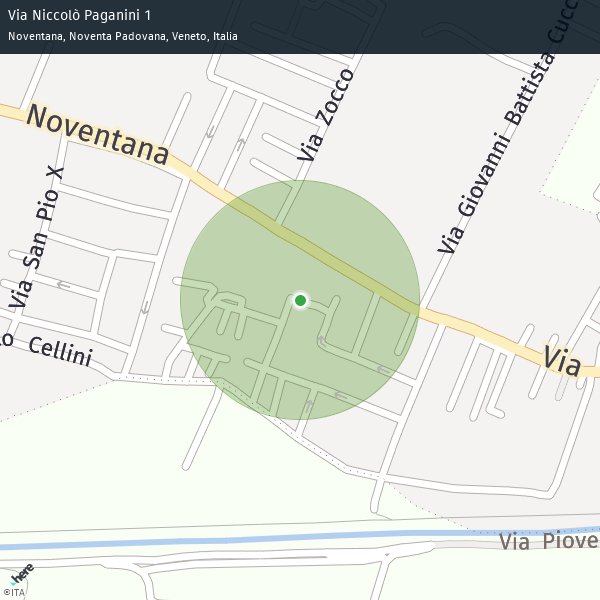 Via Niccolò Paganini 1
Noventana, Noventa Padovana, Veneto, Italia
Noventana
Via Zocco
Via Giovanni Battista Cucc
Via San Pio X
lo Cellini
Via
Via Piove
here
©ITA